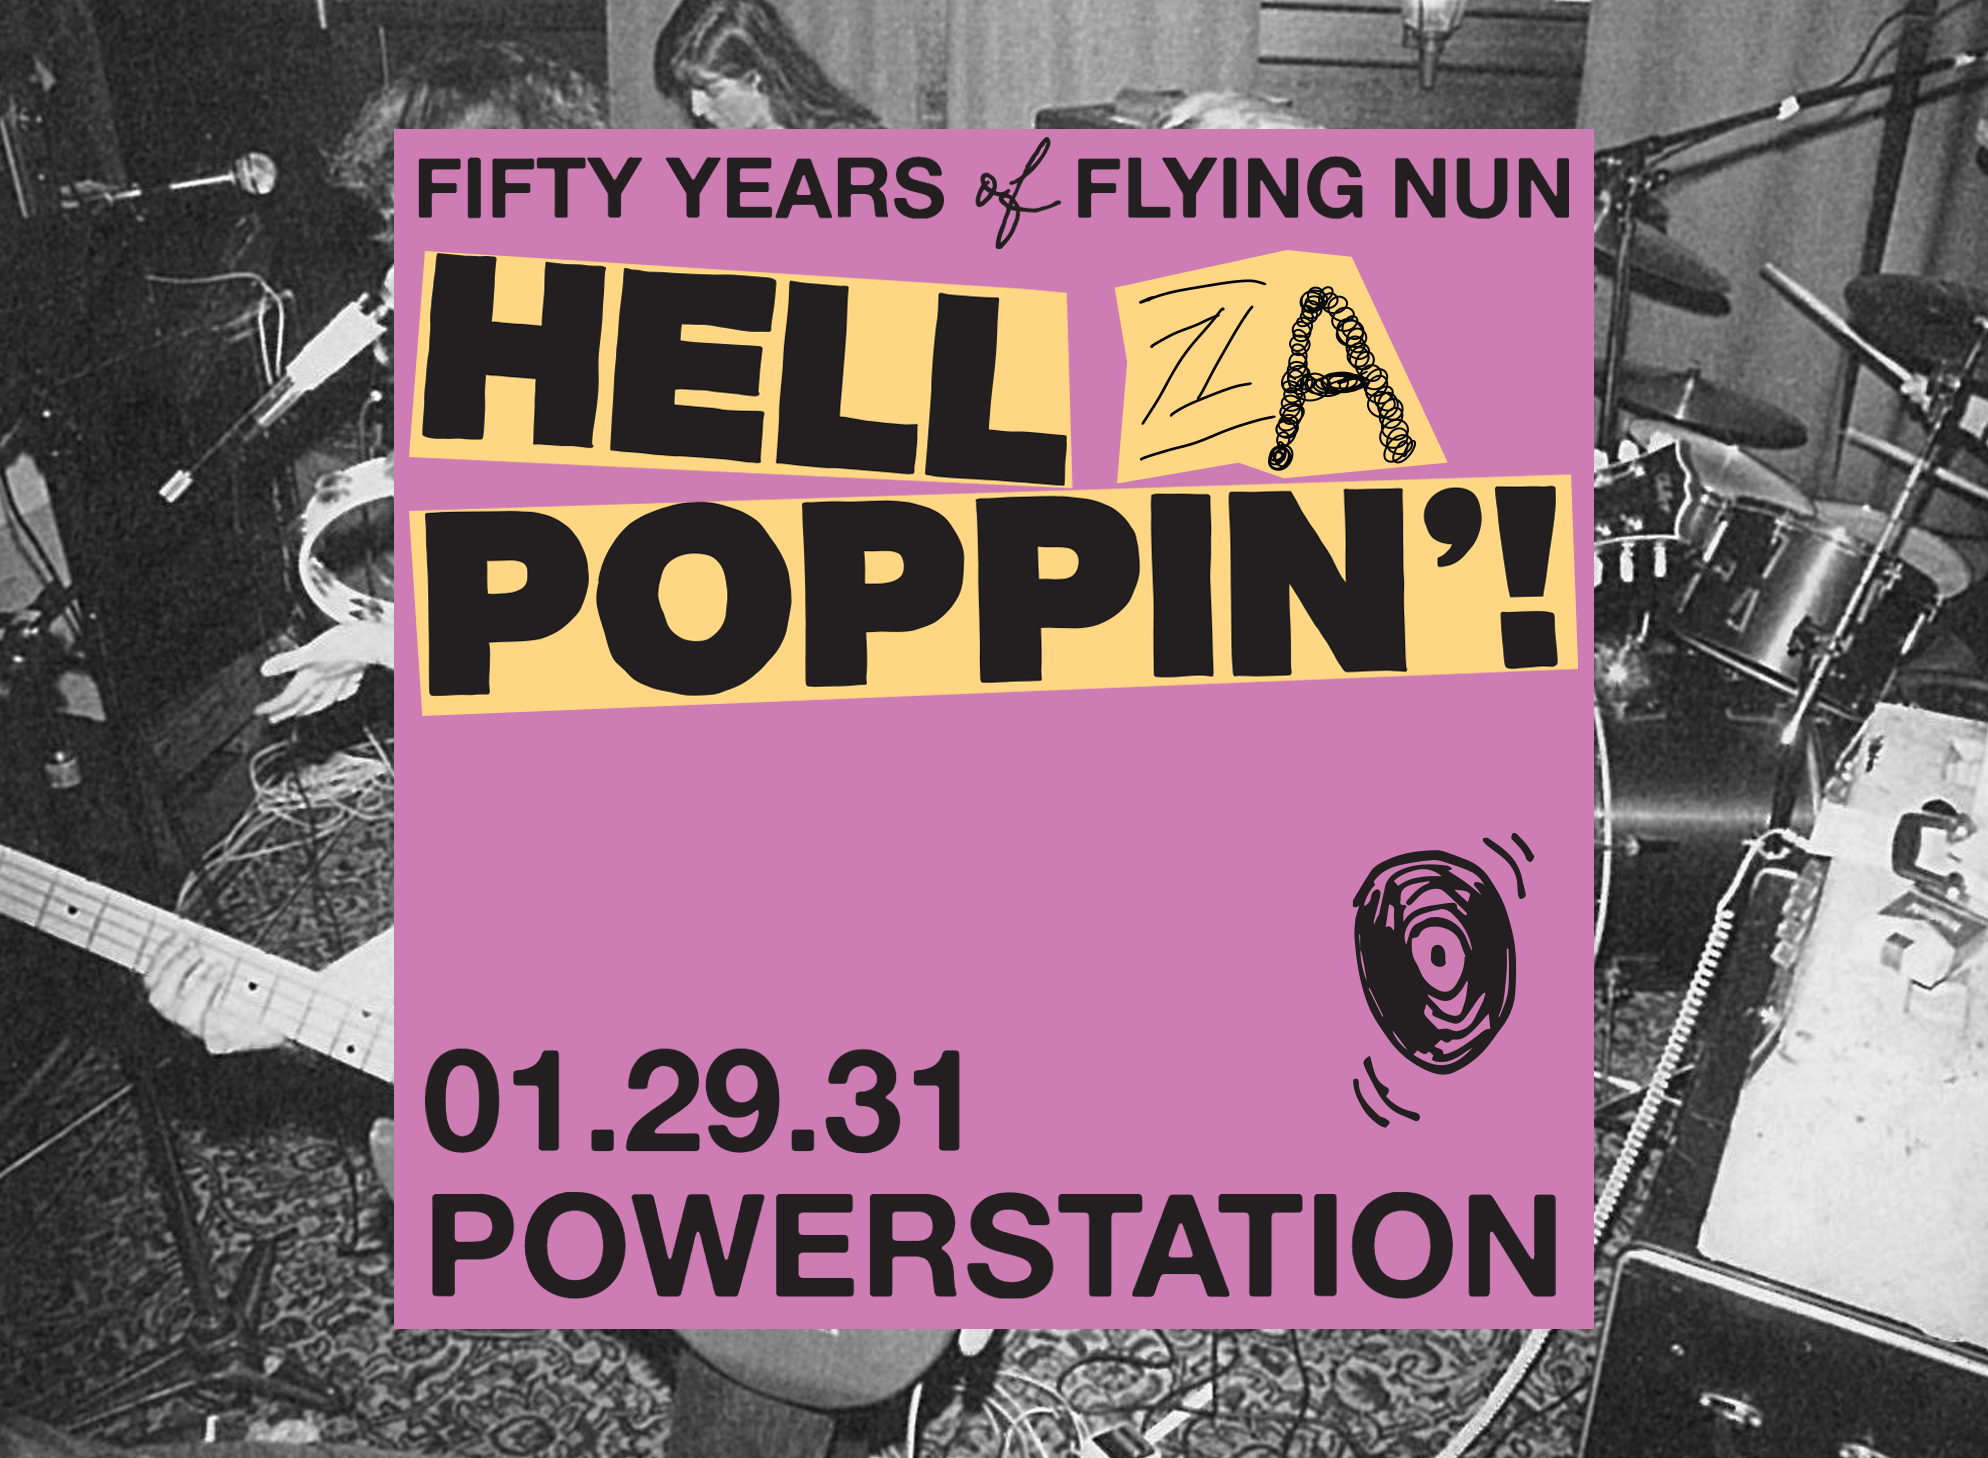 FIFTY YEARS of FLYING NUN
HELL ZA
POPPIN'!
01.29.31
POWERSTATION